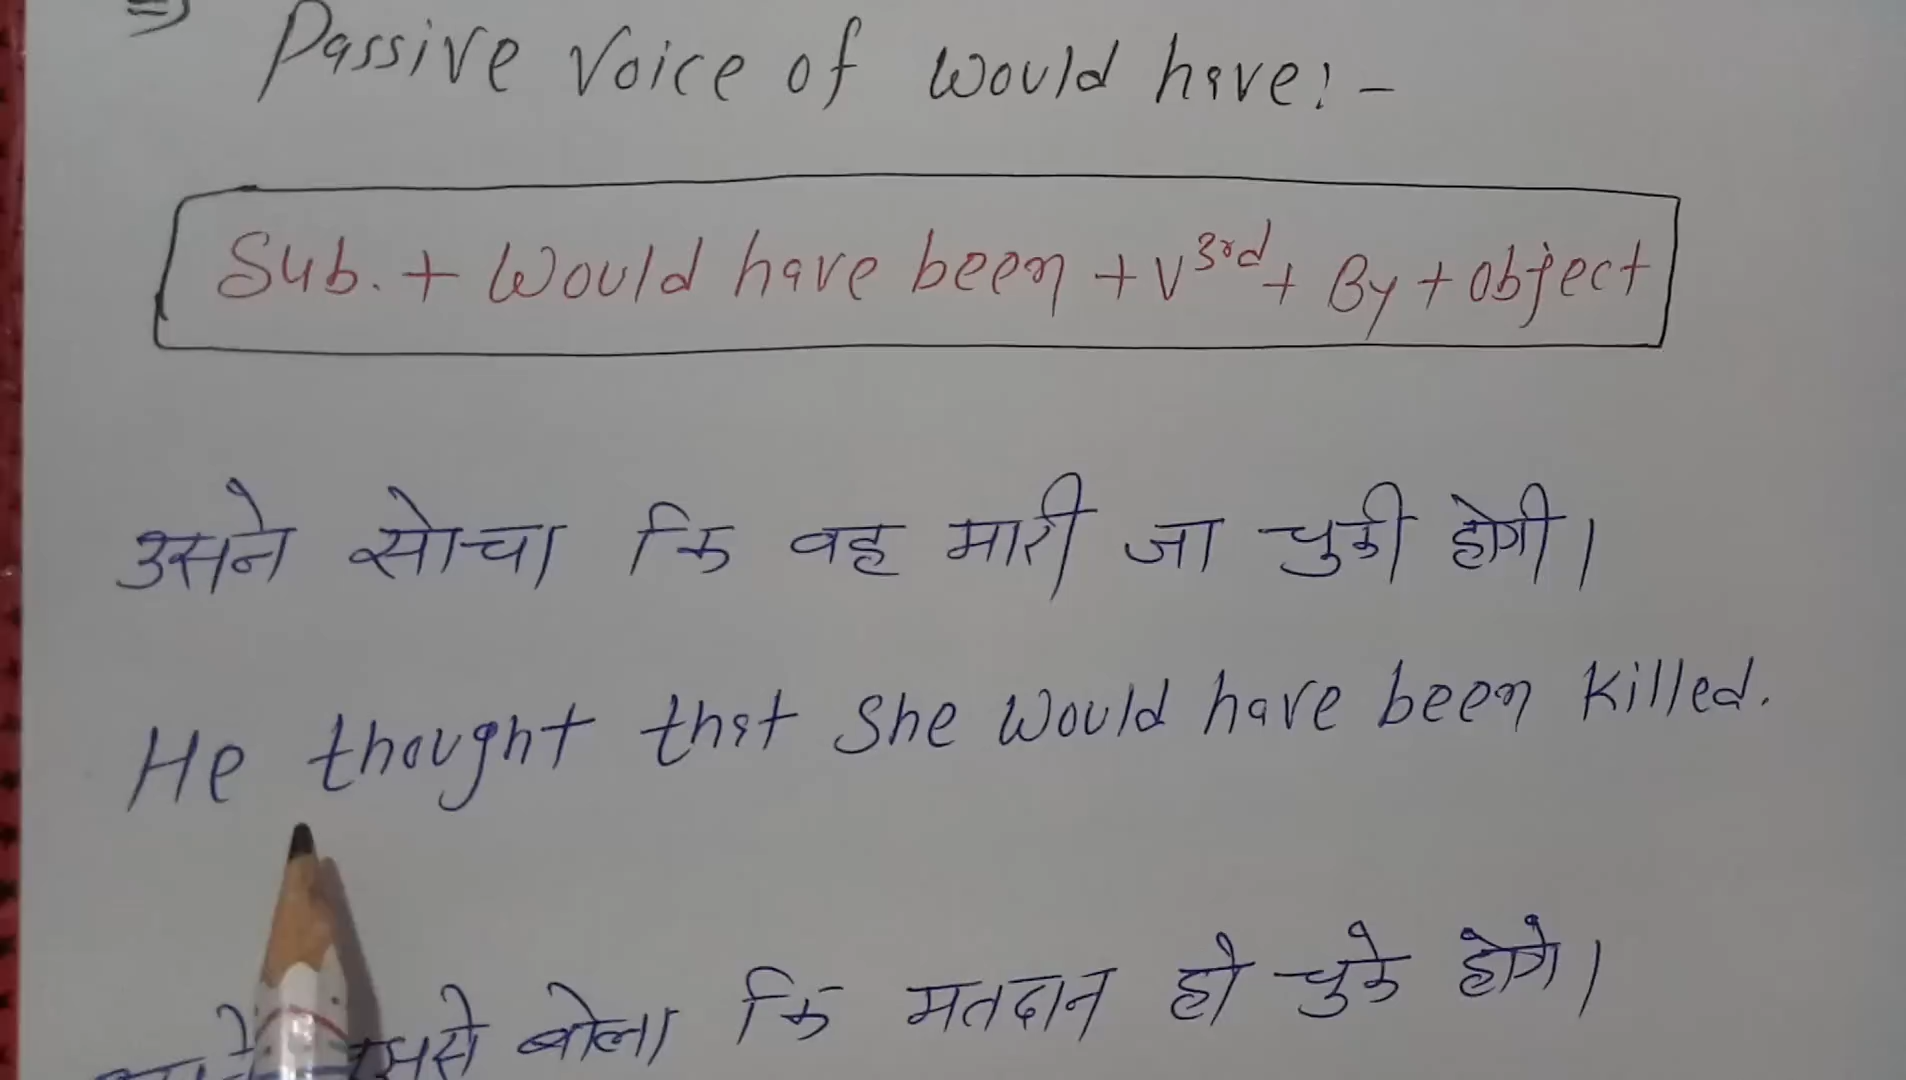 ⇒ Passive Voice of would have:-
Sub. + Would have been + V3rd + By + object
उसने सोचा कि वह मारी जा चुकी होगी।
He thought that She would have been killed.
बोला कि मतदान हो चुके होगे।